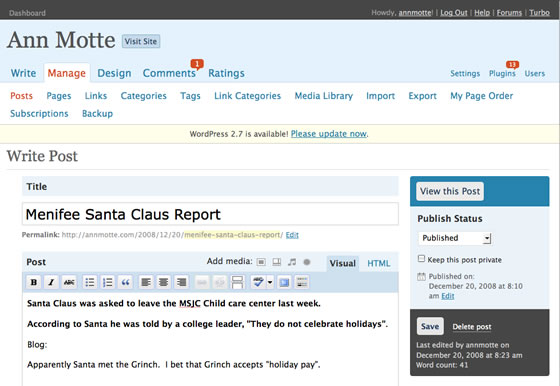 Dashboard
Howdy, annmotte! | Log Out | Help | Forums | Turbo
Ann Motte Visit Site
1 13
Write Manage Design Comments Ratings Settings Plugins Users
Posts Pages Links Categories Tags Link Categories Media Library Import Export My Page Order
Subscriptions Backup
WordPress 2.7 is available! Please update now.
Write Post
Title
Menifee Santa Claus Report
Permalink: http://annmotte.com/2008/12/20/menifee-santa-claus-report/ Edit
Post Add media: Visual HTML
B I ABC
Santa Claus was asked to leave the MSJC Child care center last week.
According to Santa he was told by a college leader, "They do not celebrate holidays".
Blog:
Apparently Santa met the Grinch. I bet that Grinch accepts "holiday pay".
View this Post
Publish Status
Published
Keep this post private
Published on:
December 20, 2008 at 8:10
am Edit
Save Delete post
Last edited by annmotte on
December 20, 2008 at 8:23 am
Word count: 41